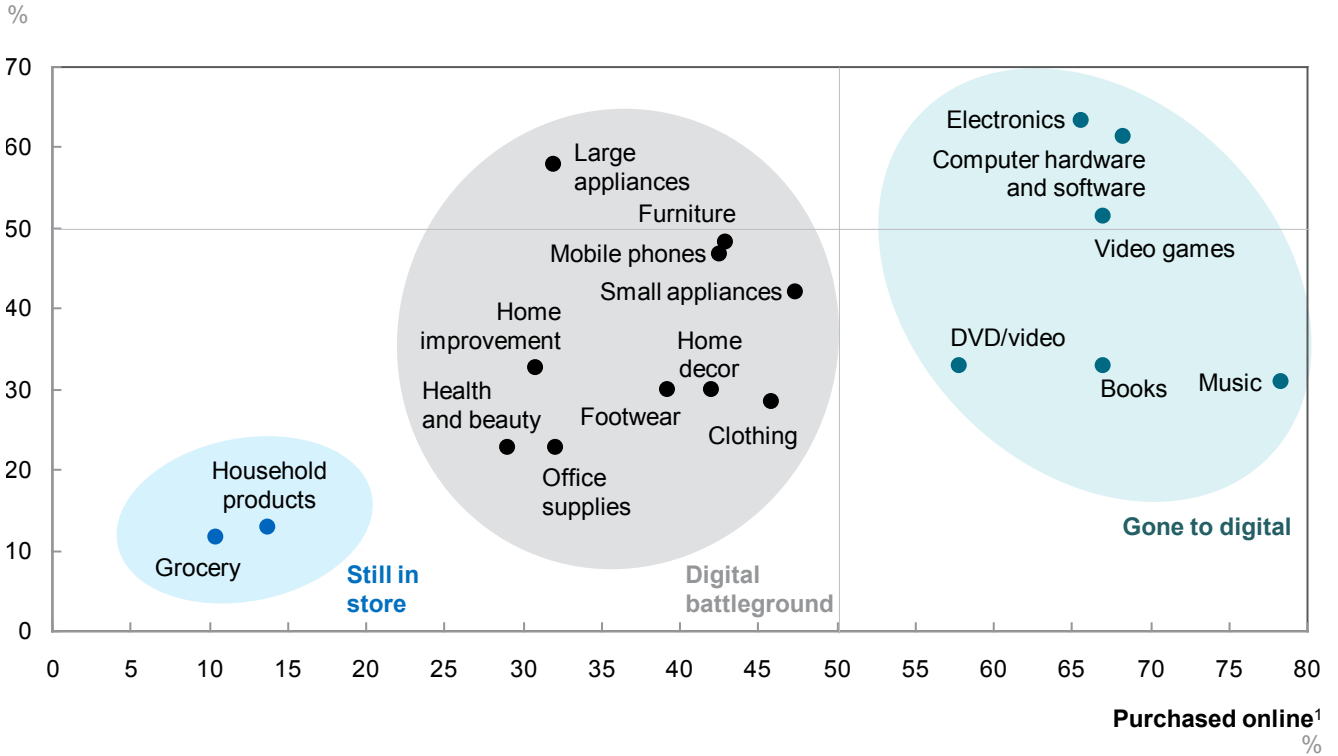 %
70
60
50
40
30
20
10
0
Electronics
Computer hardware
and software
Video games
DVD/video
Books
Music
Gone to digital
Large
appliances
Furniture
Mobile phones
Small appliances
Home
improvement
Home
decor
Health
and beauty
Footwear
Clothing
Office
supplies
Digital
battleground
Household
products
Grocery
Still in
store
0 5 10 15 20 25 30 35 40 45 50 55 60 65 70 75 80
Purchased online¹
%